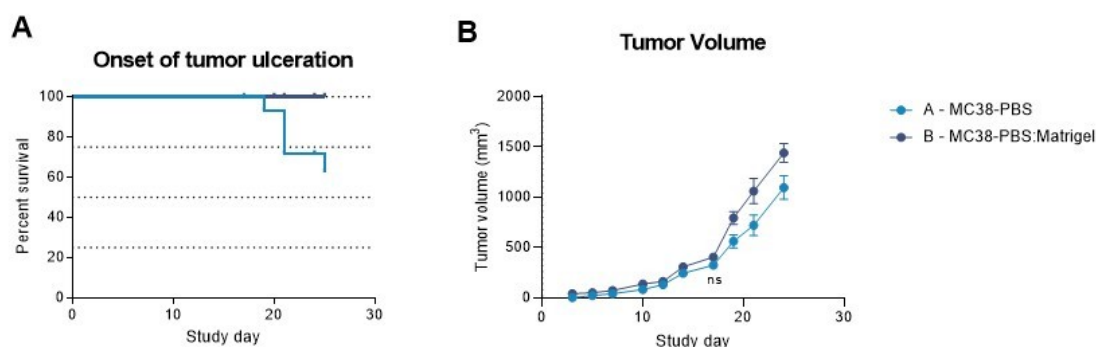 A
Onset of tumor ulceration
Percent survival
100
80
60
40
20
0
0 10 20 30
Study day
B
Tumor Volume
Tumor volume (mm³)
2000
1500
1000
500
0
ns
0 10 20 30
Study day
A - MC38-PBS
B - MC38-PBS:Matrigel